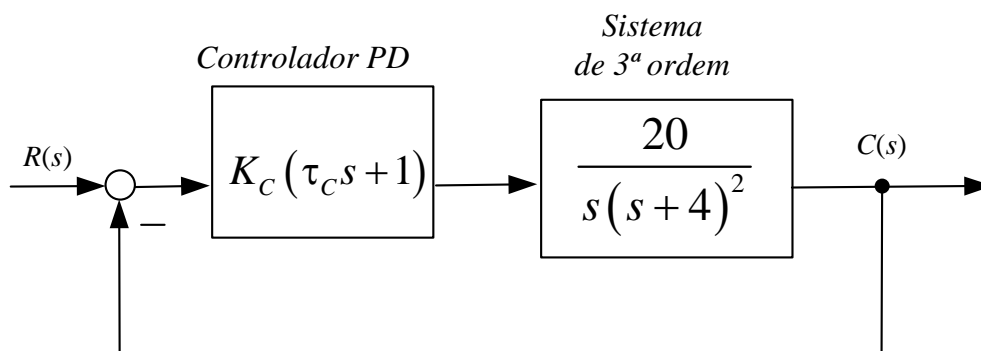 Controlador PD
Sistema
de 3ª ordem
R(s)
K_C(τ_C s + 1)
20
s(s + 4)²
C(s)
−